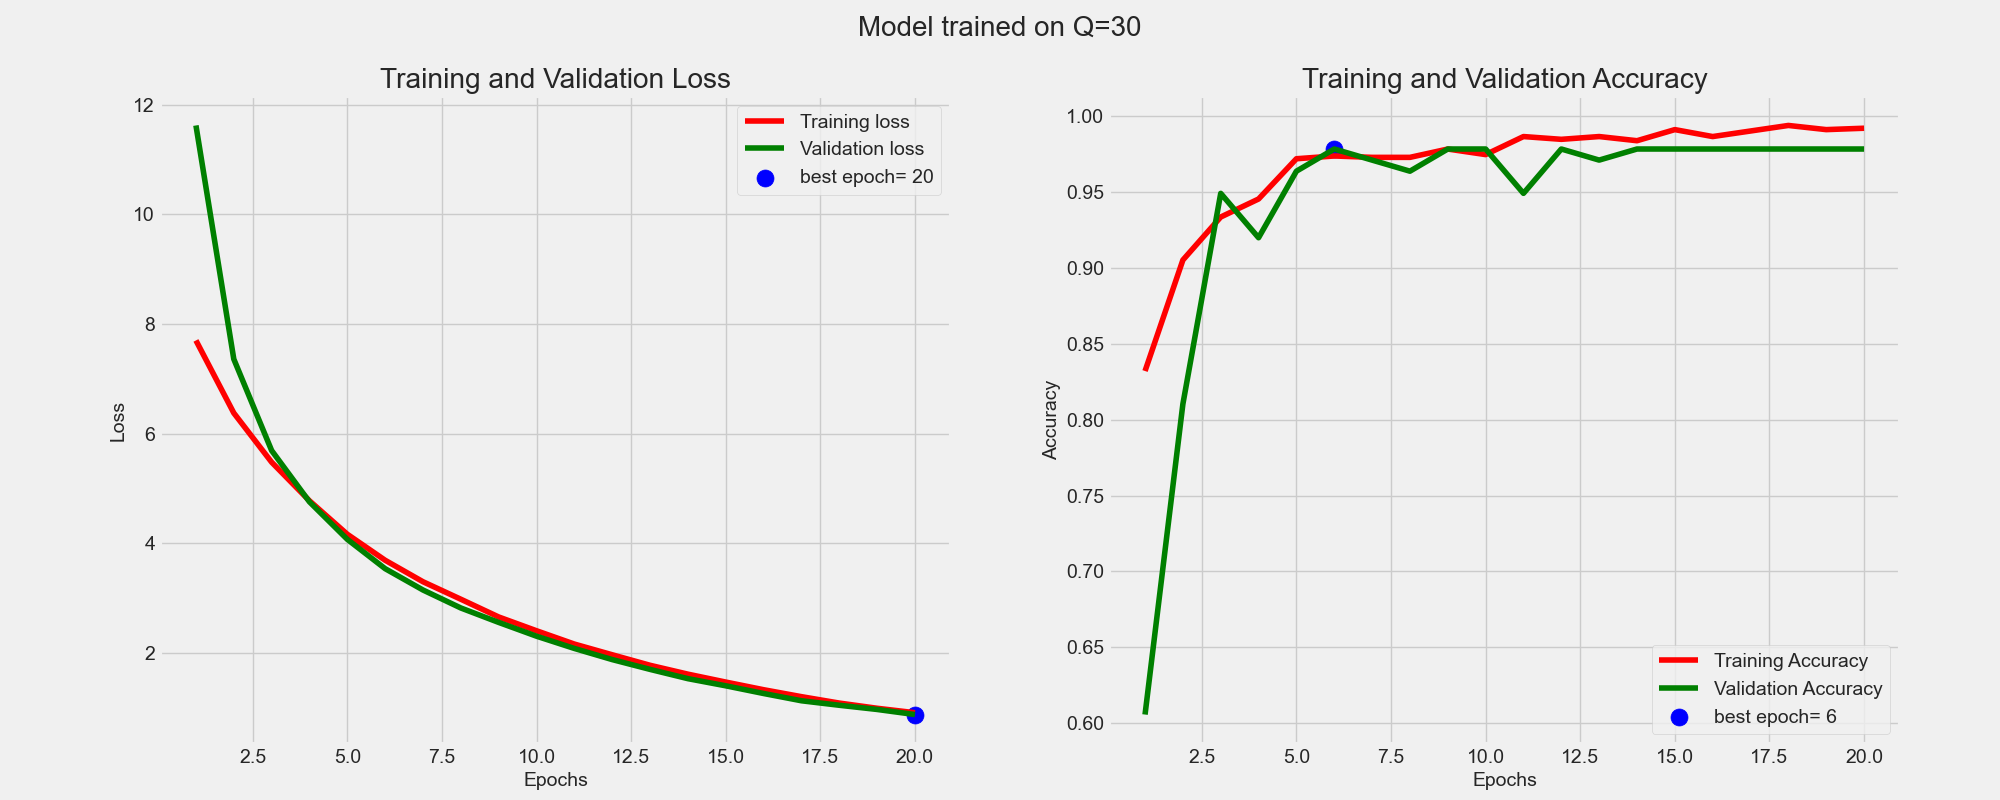 Model trained on Q=30
Training and Validation Loss
12
10
8
6
4
2
Loss
2.5 5.0 7.5 10.0 12.5 15.0 17.5 20.0
Epochs
Training loss
Validation loss
best epoch= 20
Training and Validation Accuracy
1.00
0.95
0.90
0.85
0.80
0.75
0.70
0.65
0.60
Accuracy
2.5 5.0 7.5 10.0 12.5 15.0 17.5 20.0
Epochs
Training Accuracy
Validation Accuracy
best epoch= 6